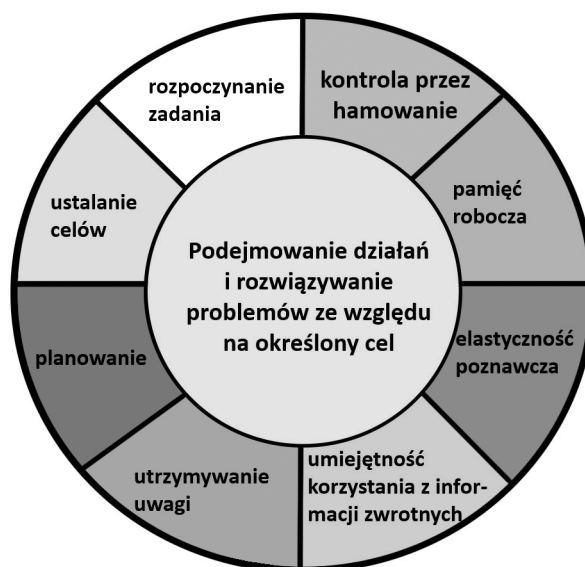 rozpoczynanie
zadania
kontrola przez
hamowanie
pamięć
robocza
elastyczność
poznawcza
umiejętność
korzystania z infor-
macji zwrotnych
utrzymywanie
uwagi
planowanie
ustalanie
celów
Podejmowanie działań
i rozwiązywanie
problemów ze względu
na określony cel